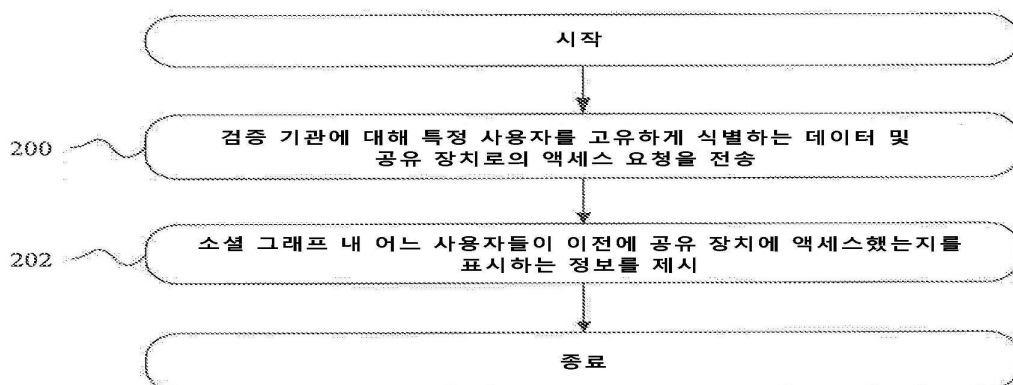 시작
200
검증 기관에 대해 특정 사용자를 고유하게 식별하는 데이터 및
공유 장치로의 액세스 요청을 전송
202
소셜 그래프 내 어느 사용자들이 이전에 공유 장치에 액세스했는지를
표시하는 정보를 제시
종료